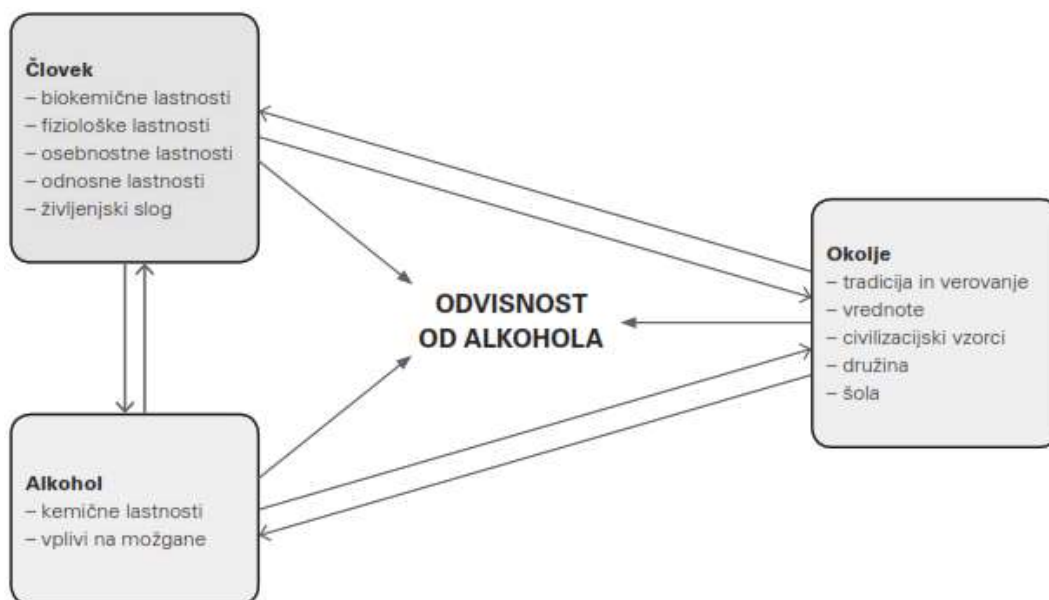 Človek
– biokemične lastnosti
– fiziološke lastnosti
– osebnostne lastnosti
– odnosne lastnosti
– življenjski slog
ODVISNOST
OD ALKOHOLA
Okolje
– tradicija in verovanje
– vrednote
– civilizacijski vzorci
– družina
– šola
Alkohol
– kemične lastnosti
– vplivi na možgane